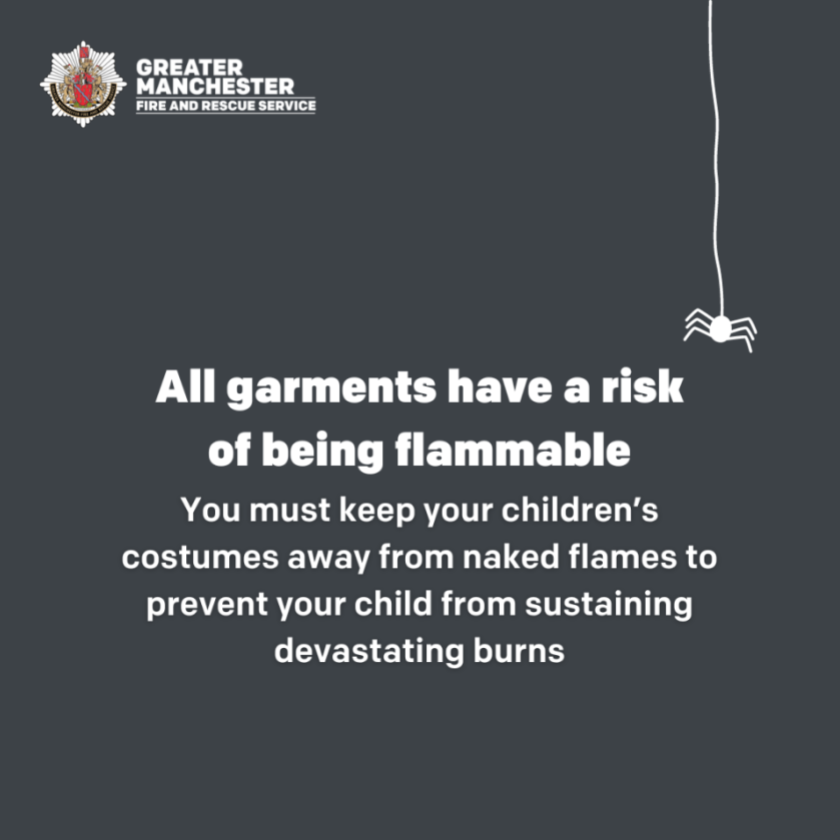 GREATER
MANCHESTER
FIRE AND RESCUE SERVICE
All garments have a risk
of being flammable
You must keep your children’s
costumes away from naked flames to
prevent your child from sustaining
devastating burns